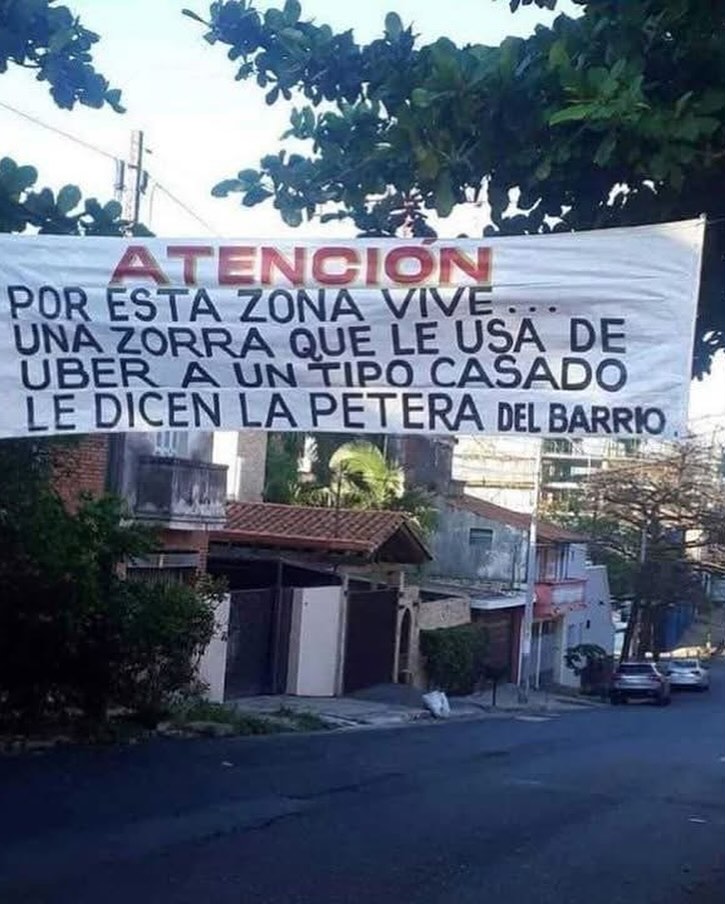 ATENCIÓN
POR ESTA ZONA VIVE...
UNA ZORRA QUE LE USA DE
UBER A UN TIPO CASADO
LE DICEN LA PETERA DEL BARRIO.